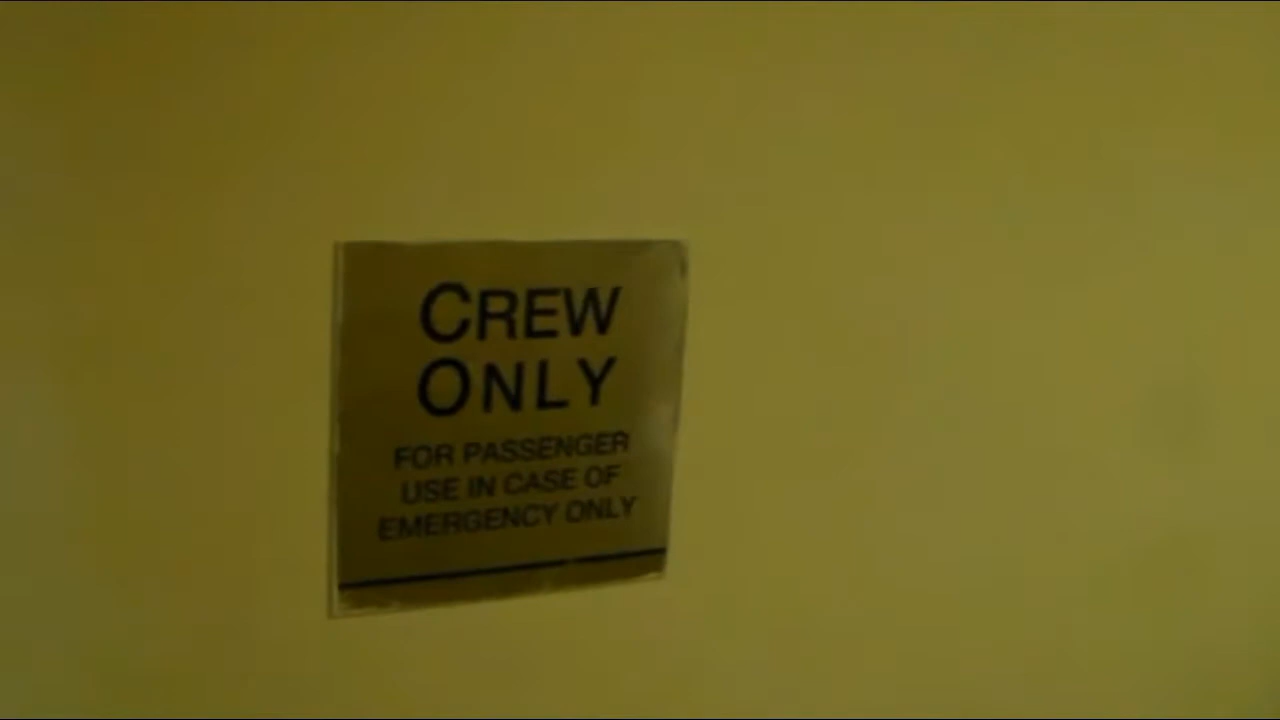 CREW
ONLY
FOR PASSENGER
USE IN CASE OF
EMERGENCY ONLY